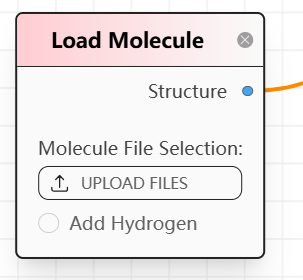 Load Molecule
Structure
Molecule File Selection:
UPLOAD FILES
Add Hydrogen